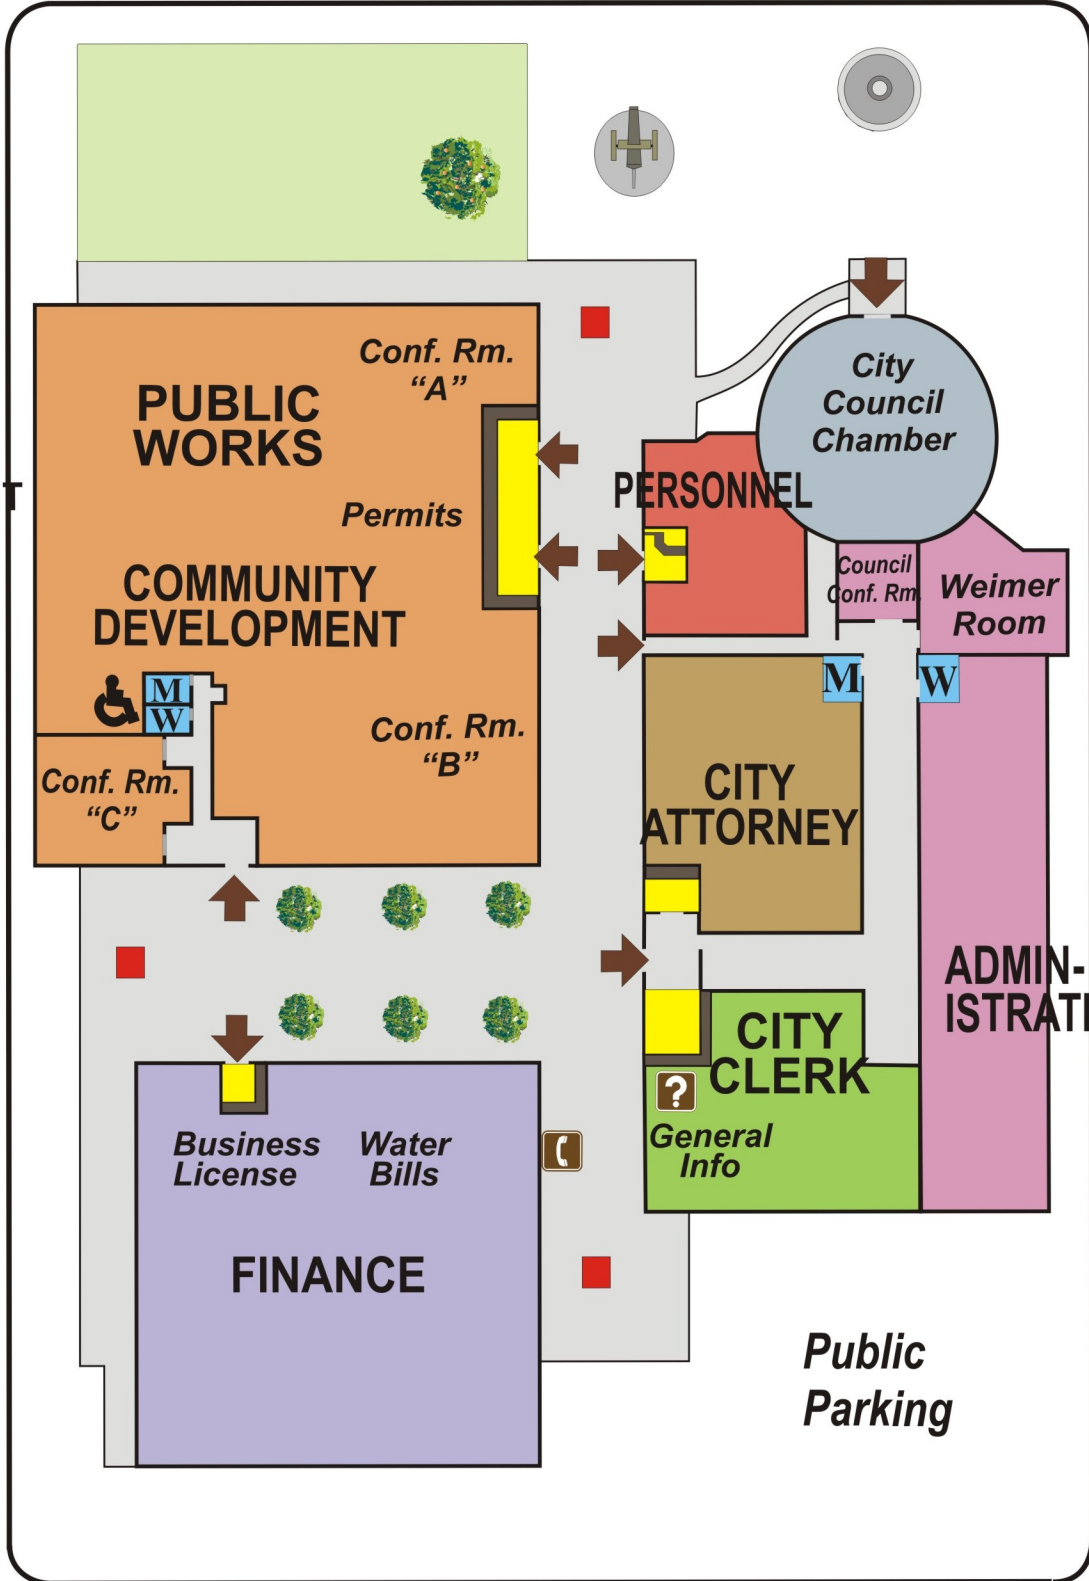 City
Council
Chamber
Conf. Rm.
“A”
PUBLIC
WORKS
T
PERSONNEL
Permits
COMMUNITY
DEVELOPMENT
Council
Conf. Rm.
Weimer
Room
M
W
M
W
Conf. Rm.
“B”
Conf. Rm.
“C”
CITY
ATTORNEY
ADMIN-
ISTRATI
CITY
CLERK
?
General
Info
Business
License
Water
Bills
FINANCE
Public
Parking